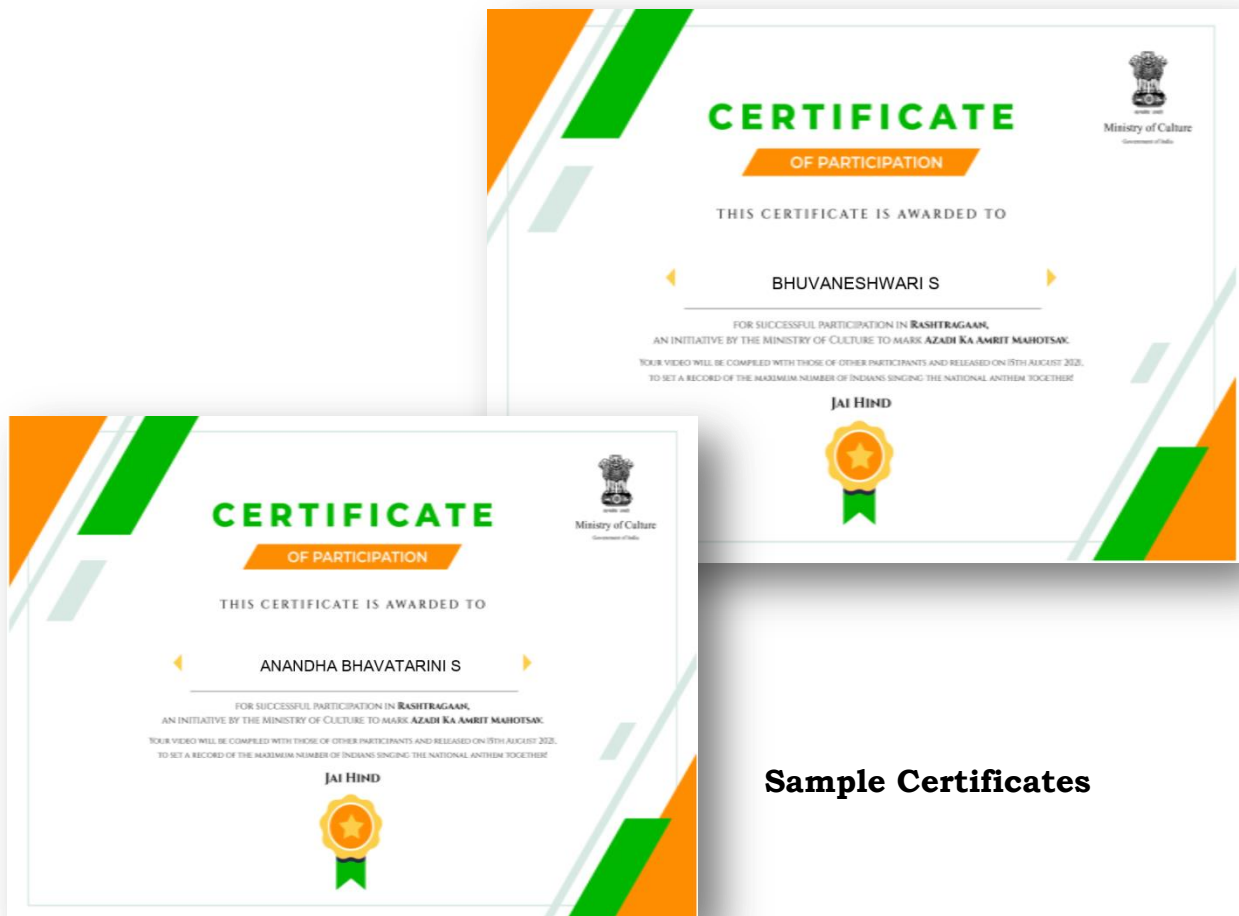 CERTIFICATE
OF PARTICIPATION
Ministry of Culture
Government of India
THIS CERTIFICATE IS AWARDED TO
BHUVANESHWARI S
FOR SUCCESSFUL PARTICIPATION IN RASHTRAGAAN,
AN INITIATIVE BY THE MINISTRY OF CULTURE TO MARK AZADI KA AMRIT MAHOTSAV.
YOUR VIDEO WILL BE COMPILED WITH THOSE OF OTHER PARTICIPANTS AND RELEASED ON 15TH AUGUST 2021,
TO SET A RECORD OF THE MAXIMUM NUMBER OF INDIANS SINGING THE NATIONAL ANTHEM TOGETHER!
JAI HIND
CERTIFICATE
OF PARTICIPATION
Ministry of Culture
Government of India
THIS CERTIFICATE IS AWARDED TO
ANANDHA BHAVATARINI S
FOR SUCCESSFUL PARTICIPATION IN RASHTRAGAAN,
AN INITIATIVE BY THE MINISTRY OF CULTURE TO MARK AZADI KA AMRIT MAHOTSAV.
YOUR VIDEO WILL BE COMPILED WITH THOSE OF OTHER PARTICIPANTS AND RELEASED ON 15TH AUGUST 2021,
TO SET A RECORD OF THE MAXIMUM NUMBER OF INDIANS SINGING THE NATIONAL ANTHEM TOGETHER!
JAI HIND
Sample Certificates